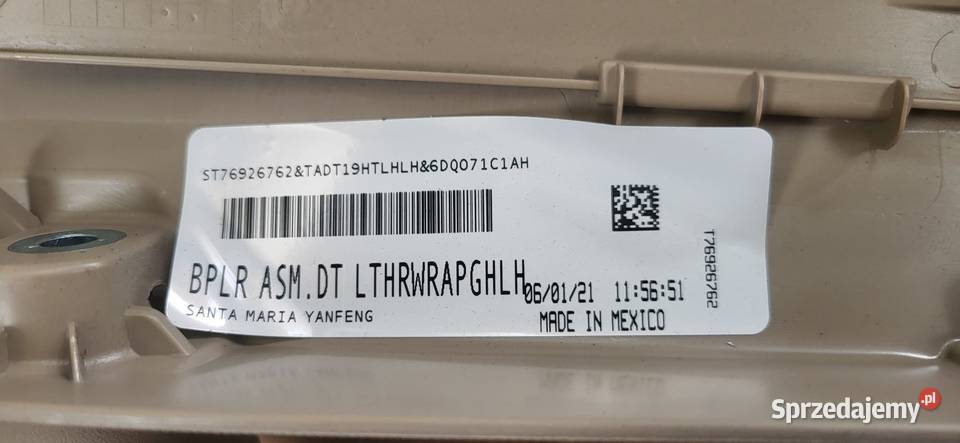 ST76926762&TADT19HTLHLH&6DQO71C1AH
T76926762
BPLR ASM.DT LTHRWRAPGHLH
06/01/21 11:56:51
SANTA MARIA YANFENG
MADE IN MEXICO
Sprzedajemy.pl